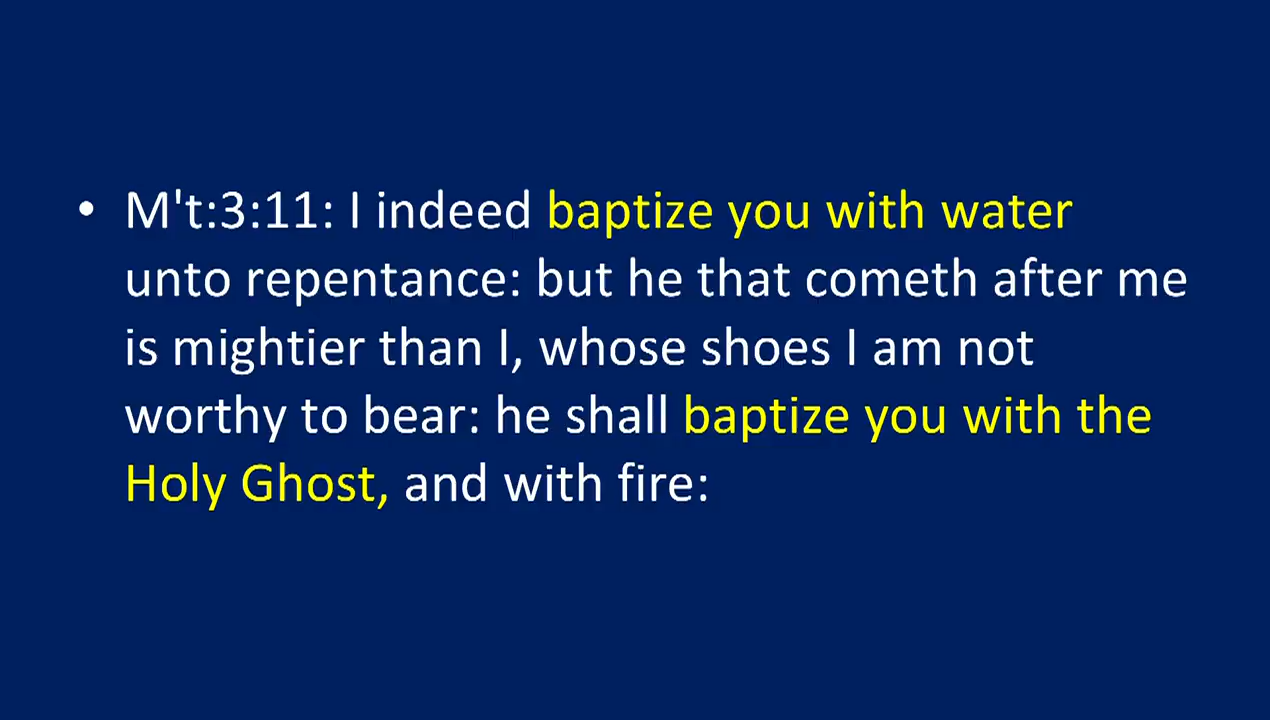 • M't:3:11: I indeed baptize you with water
unto repentance: but he that cometh after me
is mightier than I, whose shoes I am not
worthy to bear: he shall baptize you with the
Holy Ghost, and with fire: